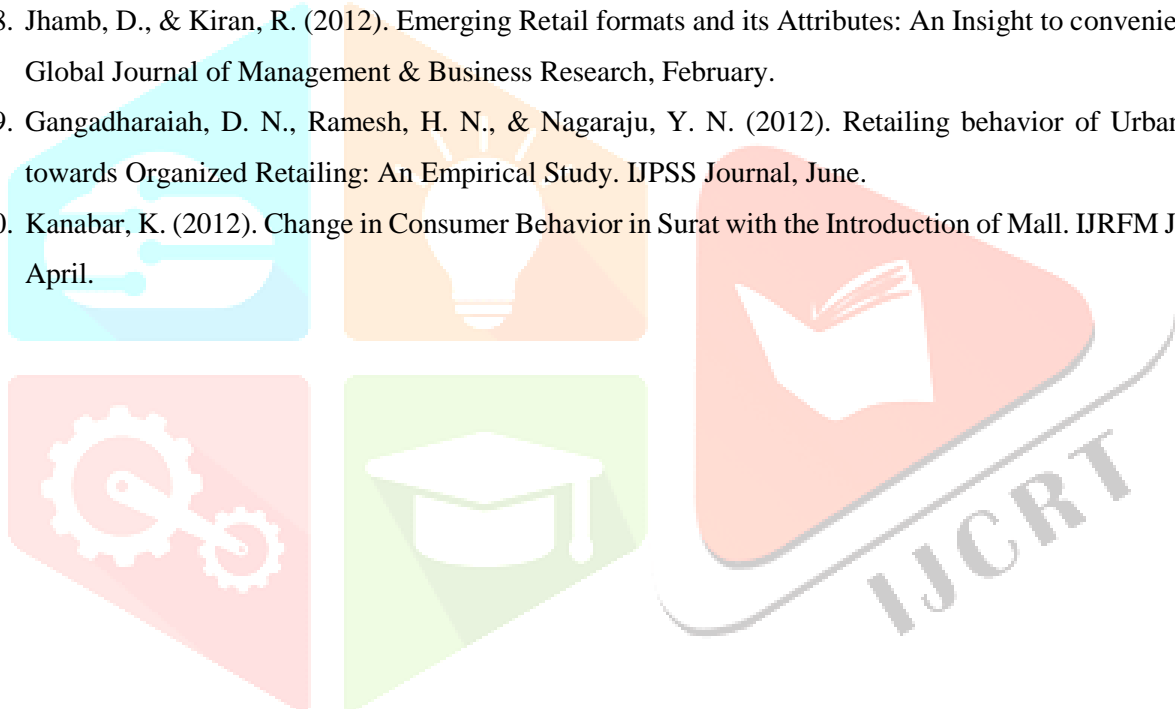 8. Jhamb, D., & Kiran, R. (2012). Emerging Retail formats and its Attributes: An Insight to convenie
Global Journal of Management & Business Research, February.
9. Gangadharaiah, D. N., Ramesh, H. N., & Nagaraju, Y. N. (2012). Retailing behavior of Urban
towards Organized Retailing: An Empirical Study. IJPSS Journal, June.
0. Kanabar, K. (2012). Change in Consumer Behavior in Surat with the Introduction of Mall. IJRFM J
April.
IJCRT